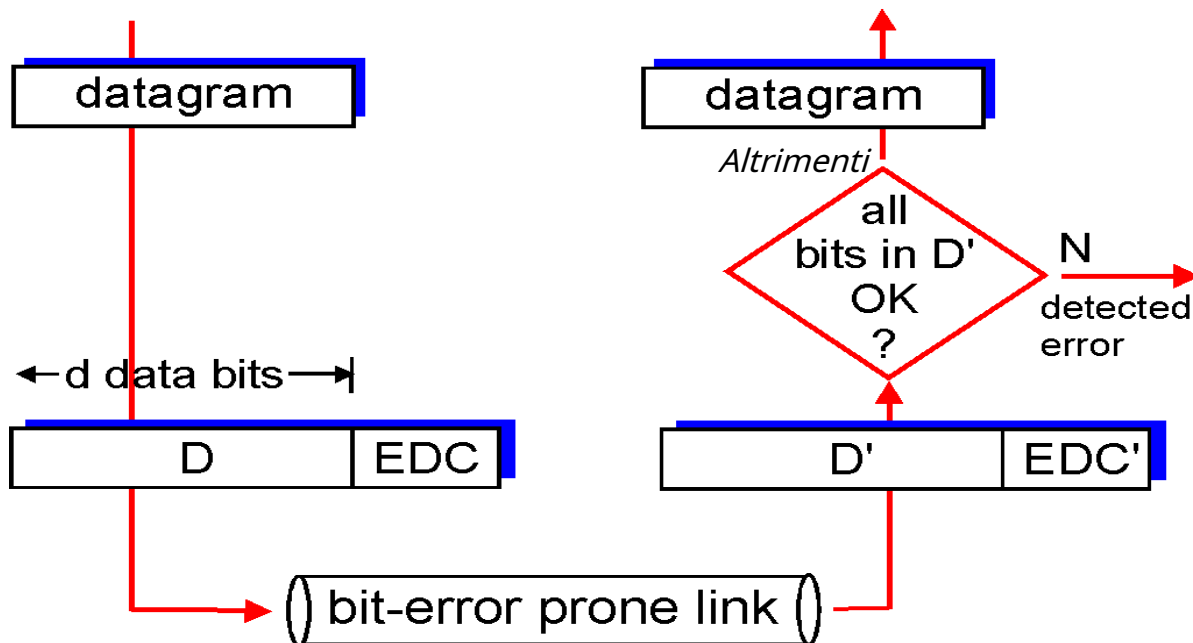 datagram
datagram
Altrimenti
all
bits in D'
OK
?
N
detected
error
d data bits
D
EDC
D'
EDC'
bit-error prone link